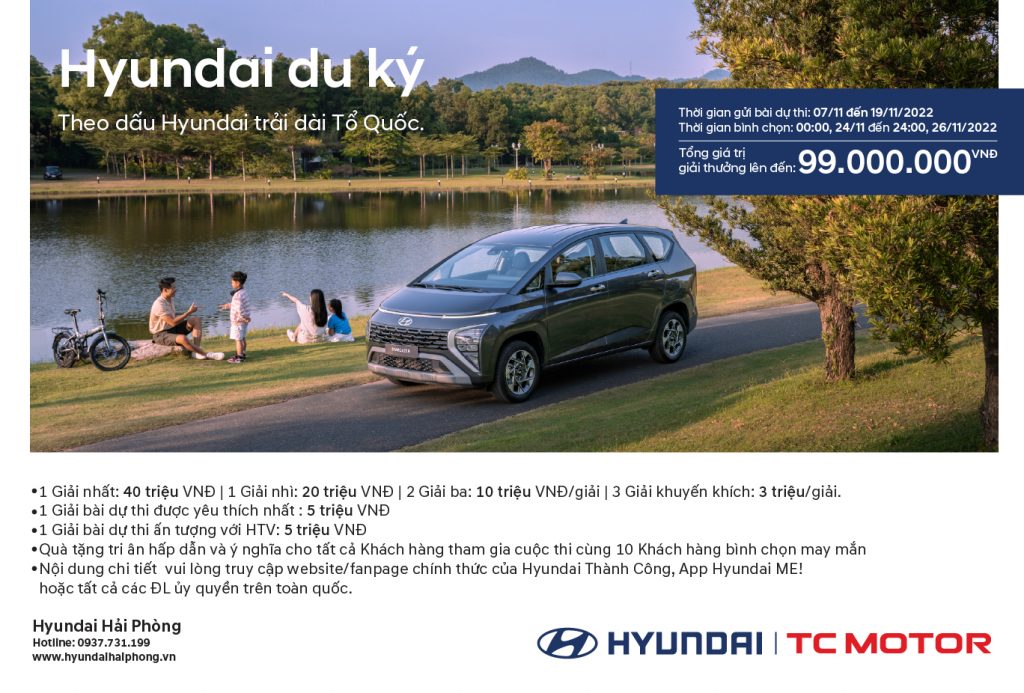 Hyundai du ký
Theo dấu Hyundai trải dài Tổ Quốc.
Thời gian gửi bài dự thi: 07/11 đến 19/11/2022
Thời gian bình chọn: 00:00, 24/11 đến 24:00, 26/11/2022
Tổng giá trị
giải thưởng lên đến: 99.000.000 VNĐ
•1 Giải nhất: 40 triệu VNĐ | 1 Giải nhì: 20 triệu VNĐ | 2 Giải ba: 10 triệu VNĐ/giải | 3 Giải khuyến khích: 3 triệu/giải.
•1 Giải bài dự thi được yêu thích nhất : 5 triệu VNĐ
•1 Giải bài dự thi ấn tượng với HTV: 5 triệu VNĐ
•Quà tặng tri ân hấp dẫn và ý nghĩa cho tất cả Khách hàng tham gia cuộc thi cùng 10 Khách hàng bình chọn may mắn
•Nội dung chi tiết vui lòng truy cập website/fanpage chính thức của Hyundai Thành Công, App Hyundai ME!
hoặc tất cả các ĐL ủy quyền trên toàn quốc.
Hyundai Hải Phòng
Hotline: 0937.731.199
www.hyundaihaiphong.vn
HYUNDAI | TC MOTOR